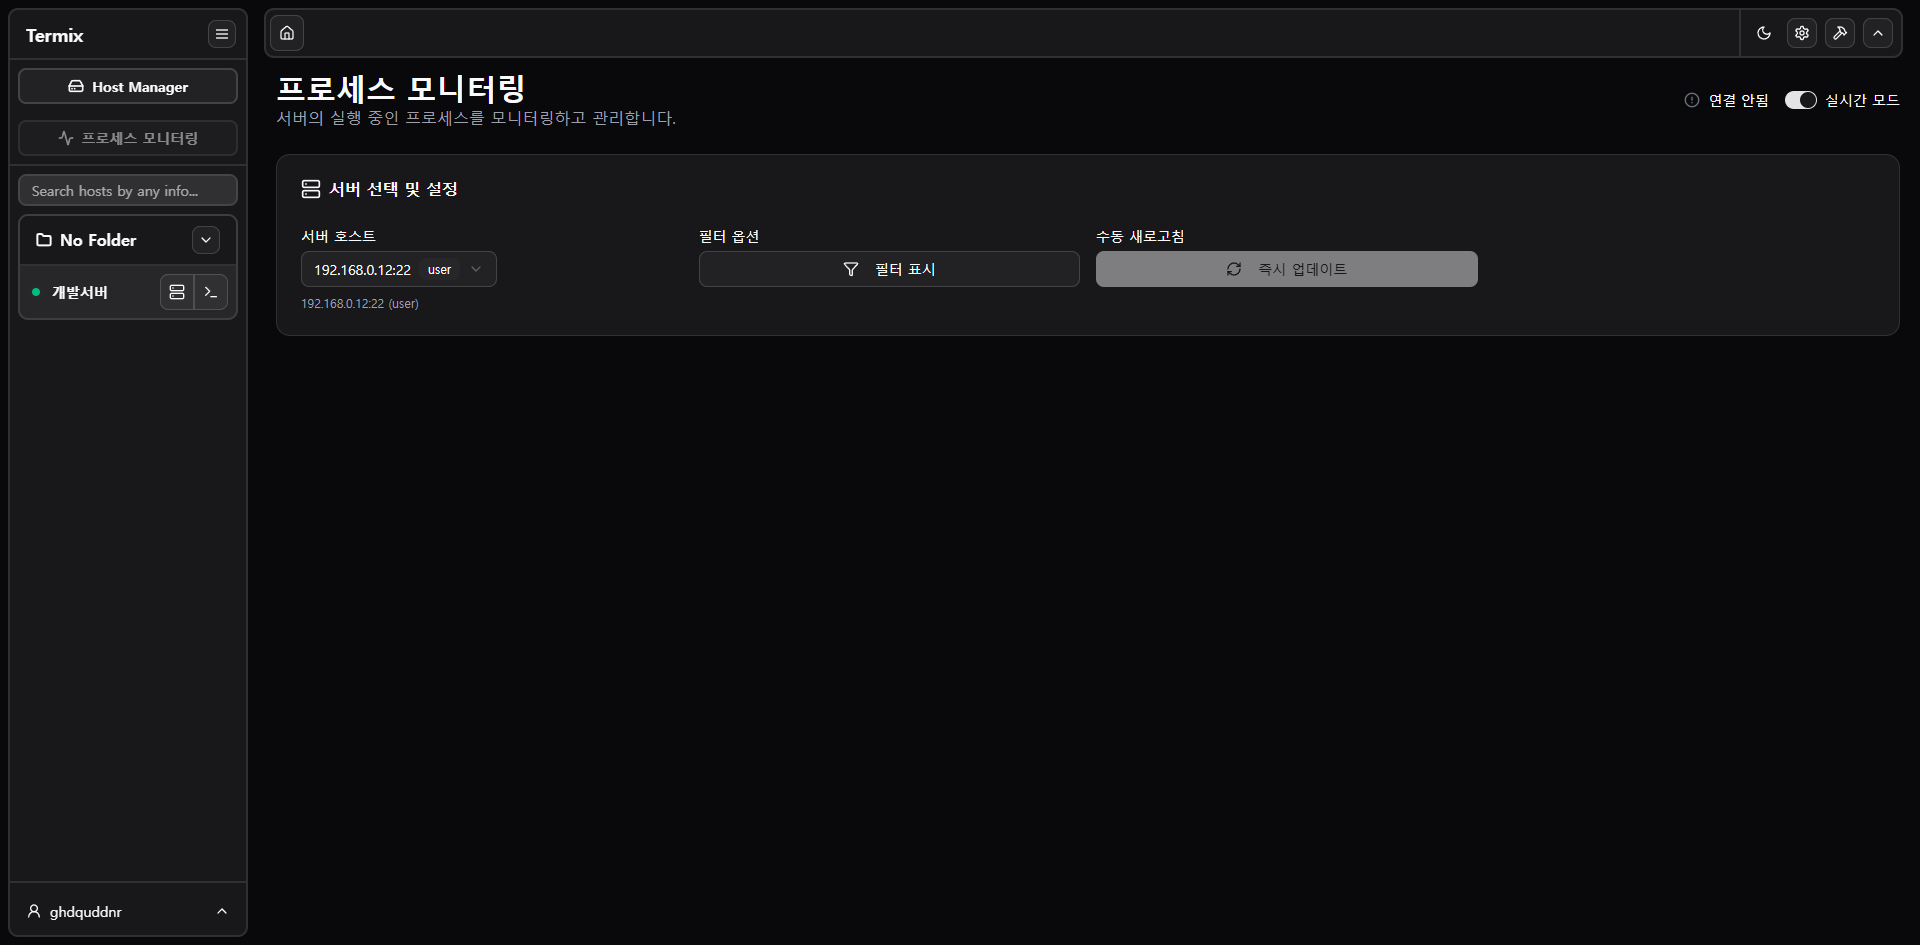 Termix
Host Manager
프로세스 모니터링
Search hosts by any info...
No Folder
개발서버
ghdquddnr
프로세스 모니터링
서버의 실행 중인 프로세스를 모니터링하고 관리합니다.
연결 안됨
실시간 모드
서버 선택 및 설정
서버 호스트
192.168.0.12:22 user
192.168.0.12:22 (user)
필터 옵션
필터 표시
수동 새로고침
즉시 업데이트